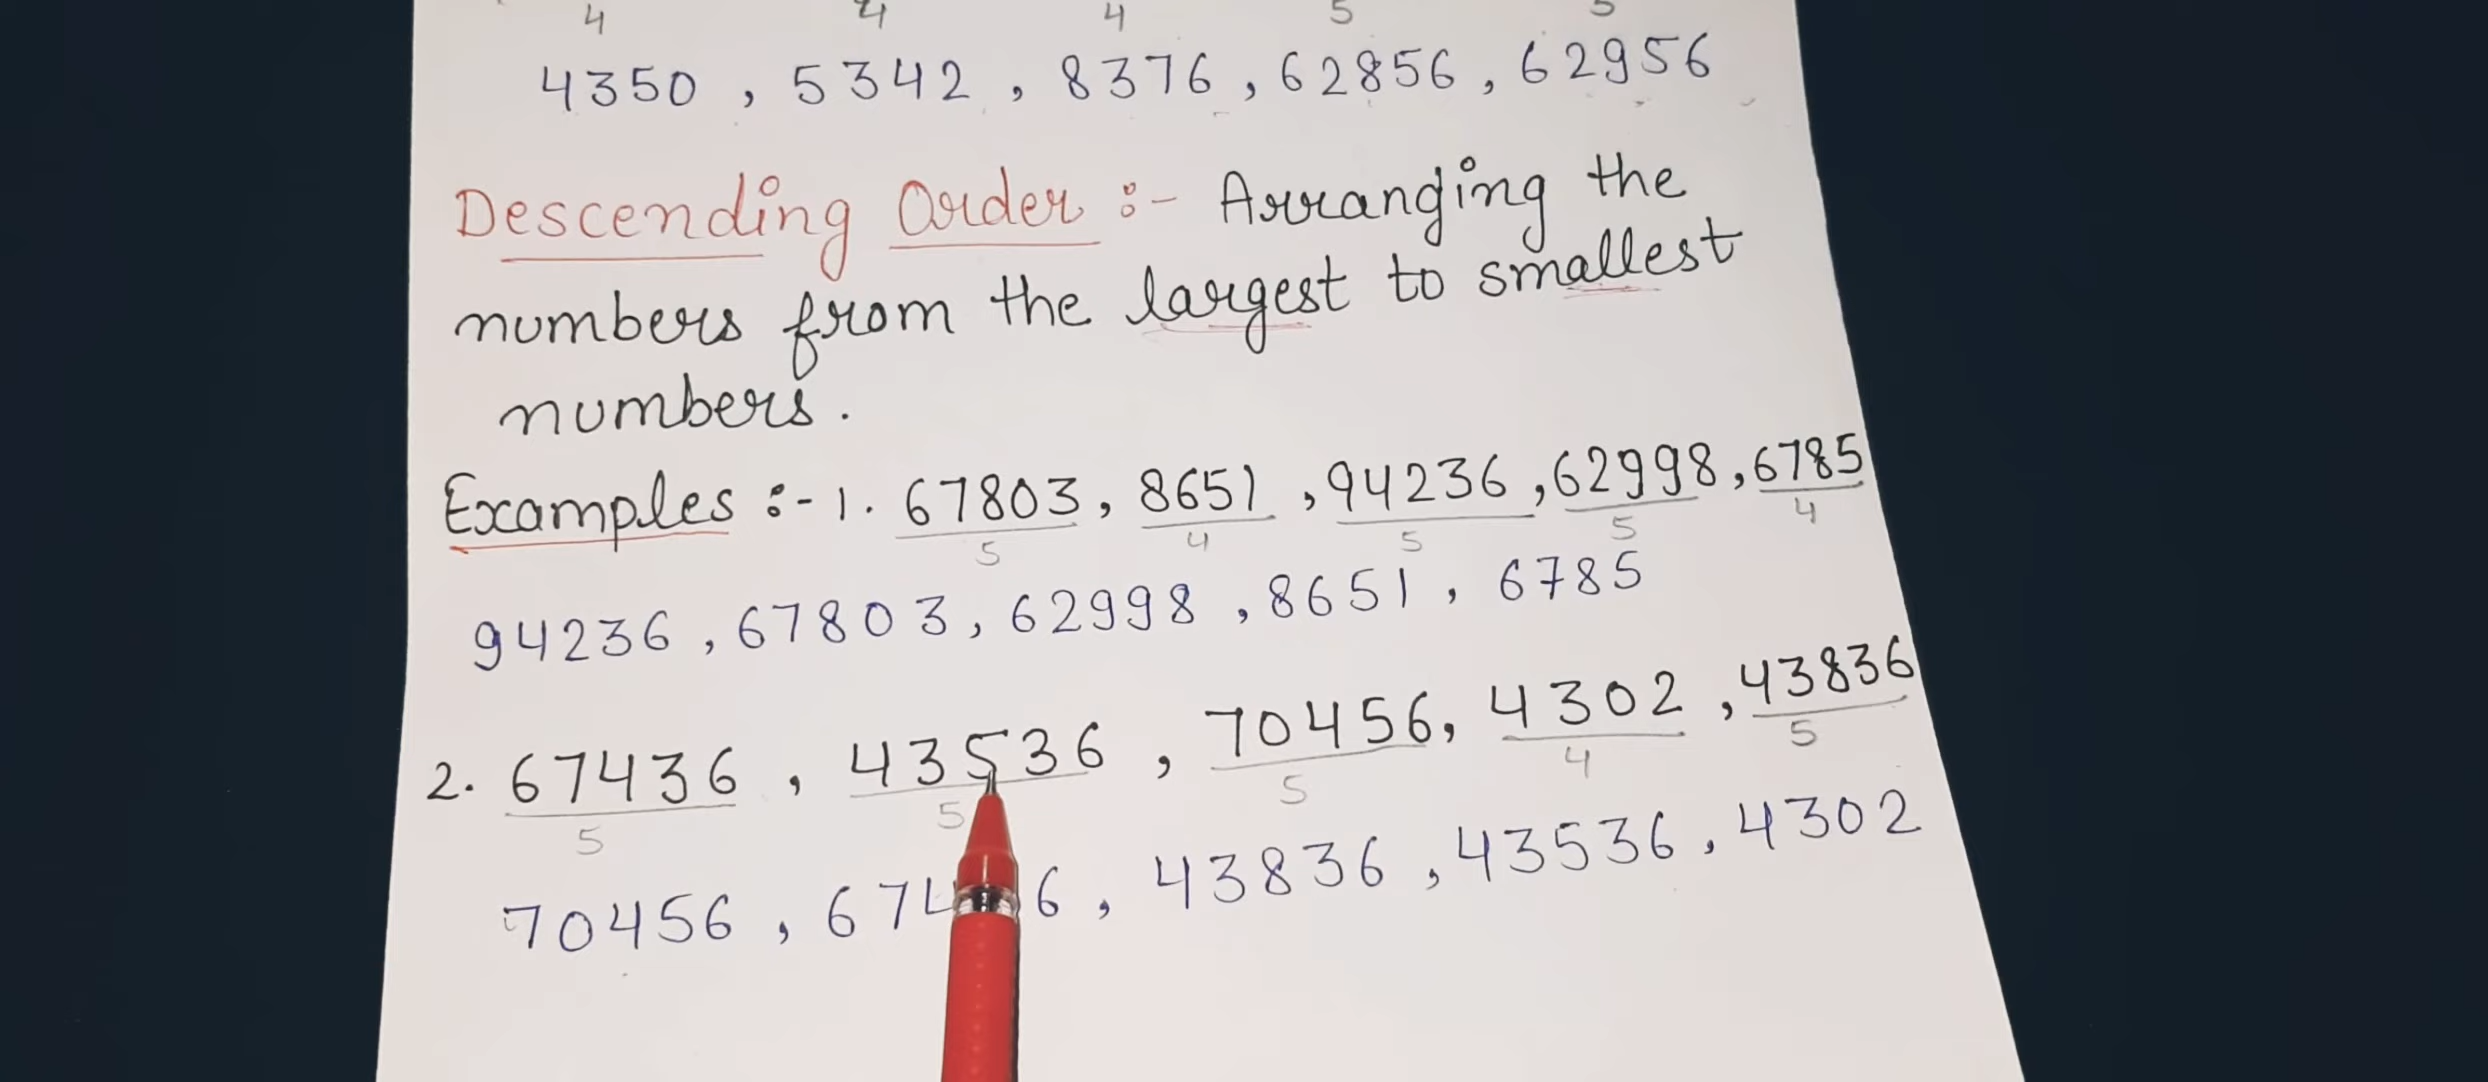 4 4 4 5 5
4350 , 5342 , 8376 , 62856 , 62956
Descending Order :- Arranging the
numbers from the largest to smallest
numbers .
Examples :- 1. 67803 , 8651 , 94236 , 62998 , 6785
5 4 5 5 4
94236 , 67803 , 62998 , 8651 , 6785
2. 67436 , 43536 , 70456 , 4302 , 43836
5 5 5 4 5
70456 , , 43836 , 43536 , 4302